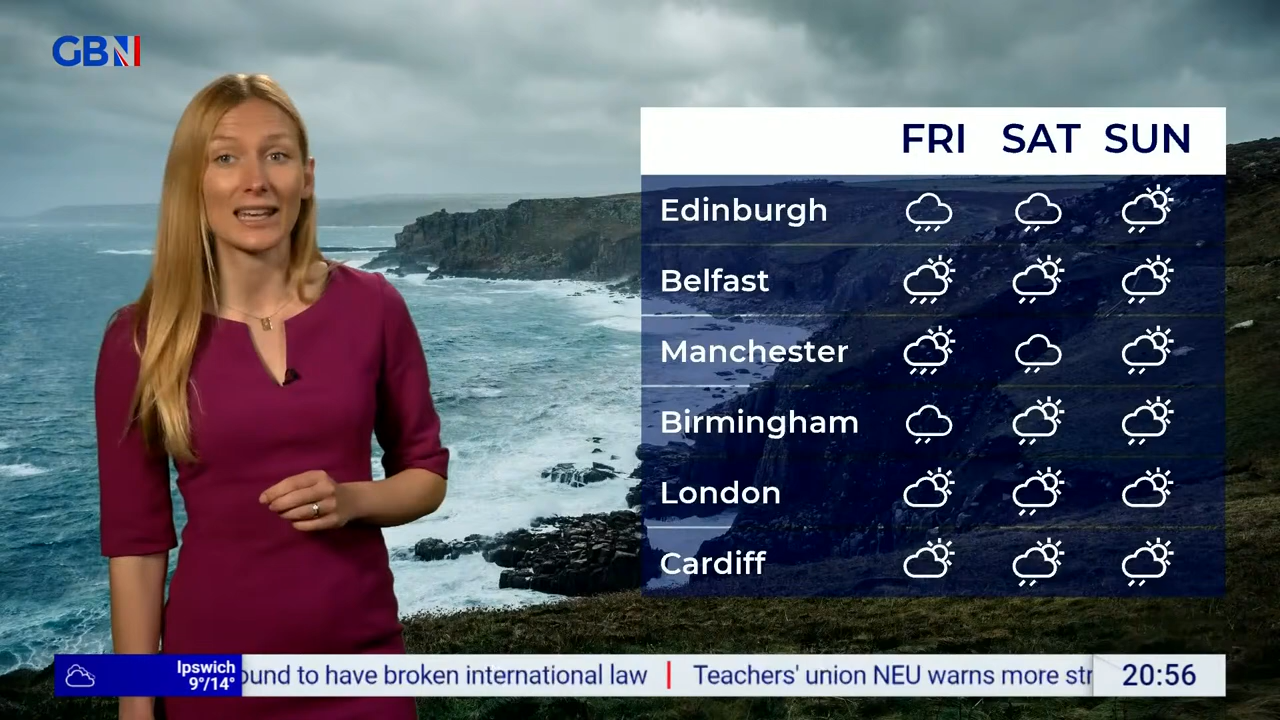 GBN
FRI SAT SUN
Edinburgh
Belfast
Manchester
Birmingham
London
Cardiff
Ipswich
9°/14°
ound to have broken international law | Teachers' union NEU warns more str
20:56